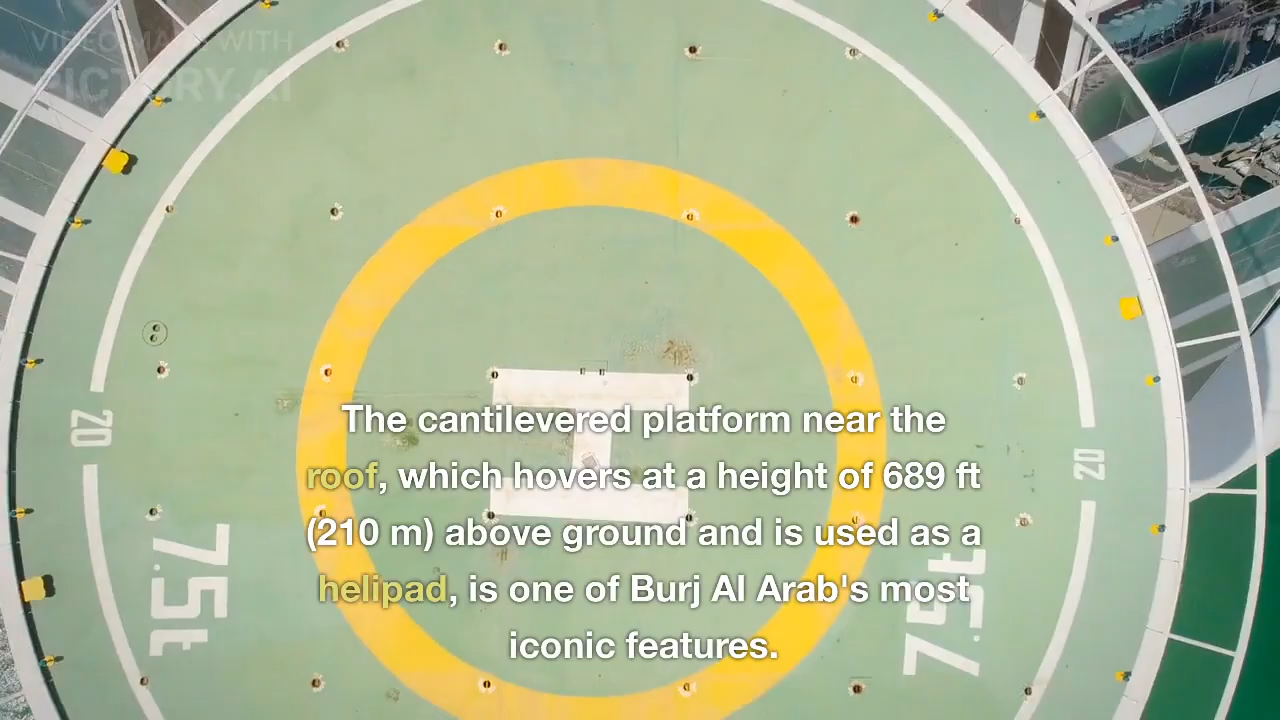 VIDEO MADE WITH
PICTORY.AI
20
20
7.5t
7.5t
The cantilevered platform near the
roof, which hovers at a height of 689 ft
(210 m) above ground and is used as a
helipad, is one of Burj Al Arab's most
iconic features.